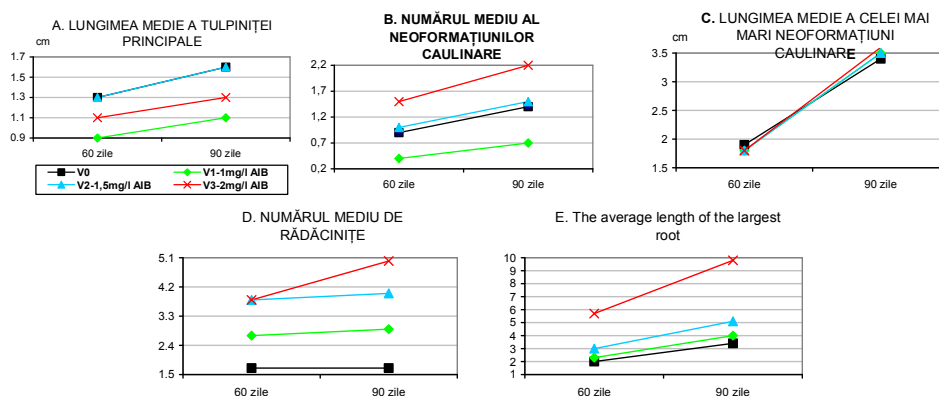 A. LUNGIMEA MEDIE A TULPINIȚEI
PRINCIPALE
cm
1.7
1.5
1.3
1.1
0.9
60 zile
90 zile
V0
V1-1mg/l AIB
V2-1,5mg/l AIB
V3-2mg/l AIB
B. NUMĂRUL MEDIU AL
NEOFORMAȚIUNILOR
CAULINARE
2,2
1,7
1,2
0,7
0,2
60 zile
90 zile
C. LUNGIMEA MEDIE A CELEI MAI
MARI NEOFORMAȚIUNI
CAULINARE
cm
3.5
3
2.5
2
1.5
60 zile
90 zile
D. NUMĂRUL MEDIU DE
RĂDĂCINIȚE
5.1
4.2
3.3
2.4
1.5
60 zile
90 zile
E. The average length of the largest
root
10
9
8
7
6
5
4
3
2
1
60 zile
90 zile